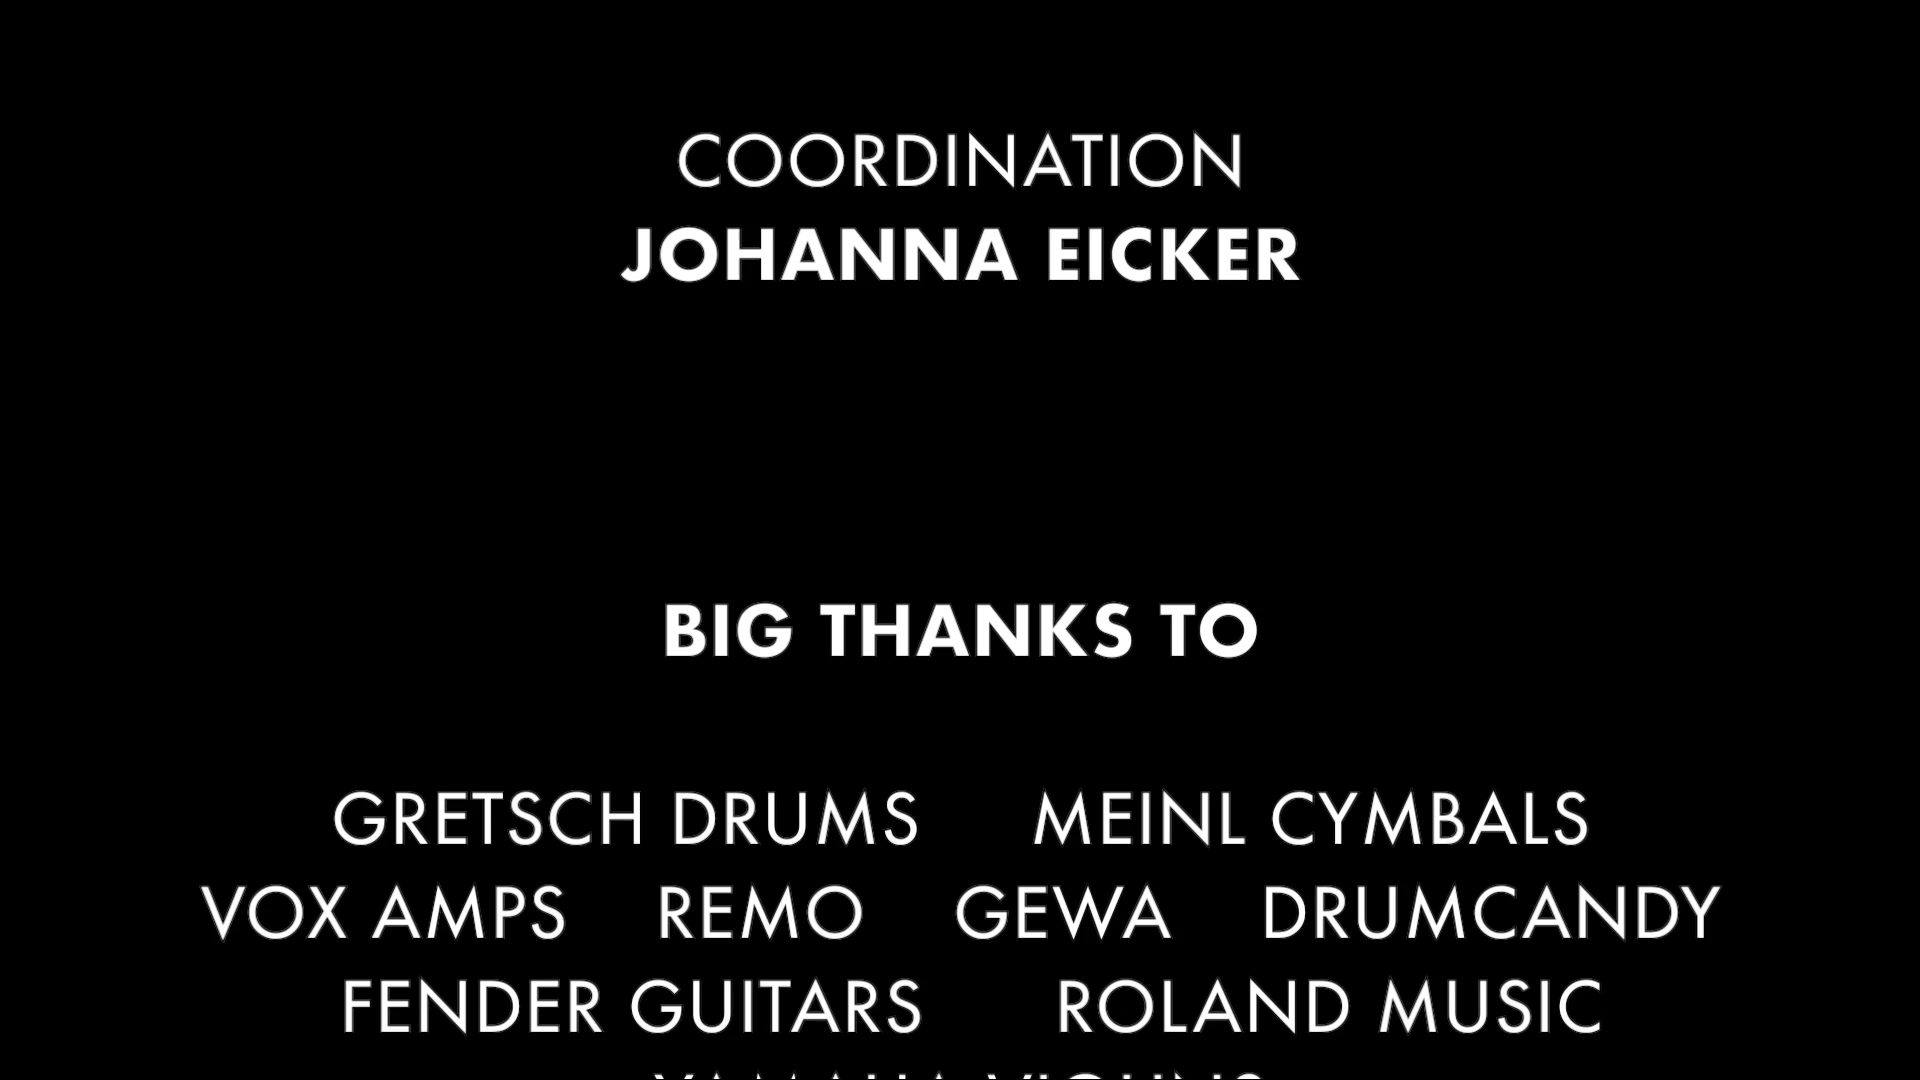 COORDINATION
JOHANNA EICKER
BIG THANKS TO
GRETSCH DRUMS MEINL CYMBALS
VOX AMPS REMO GEWA DRUMCANDY
FENDER GUITARS ROLAND MUSIC